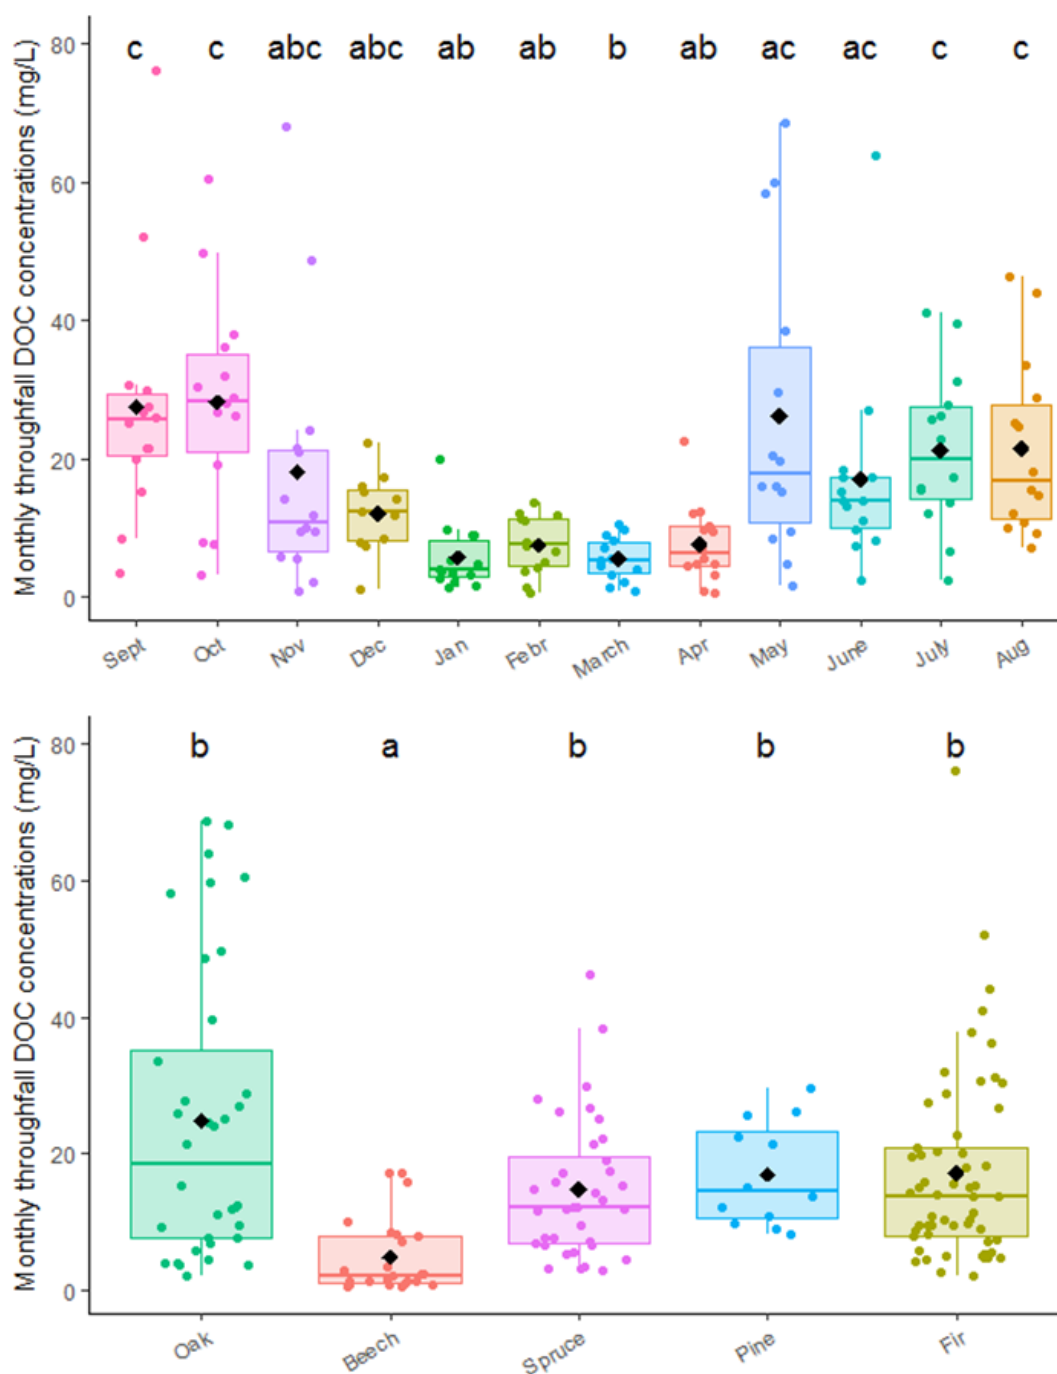 Monthly throughfall DOC concentrations (mg/L)
80
60
40
20
0
c c abc abc ab ab b ab ac ac c c
Sept Oct Nov Dec Jan Febr March Apr May June July Aug
Monthly throughfall DOC concentrations (mg/L)
80
60
40
20
0
b a b b b
Oak Beech Spruce Pine Fir